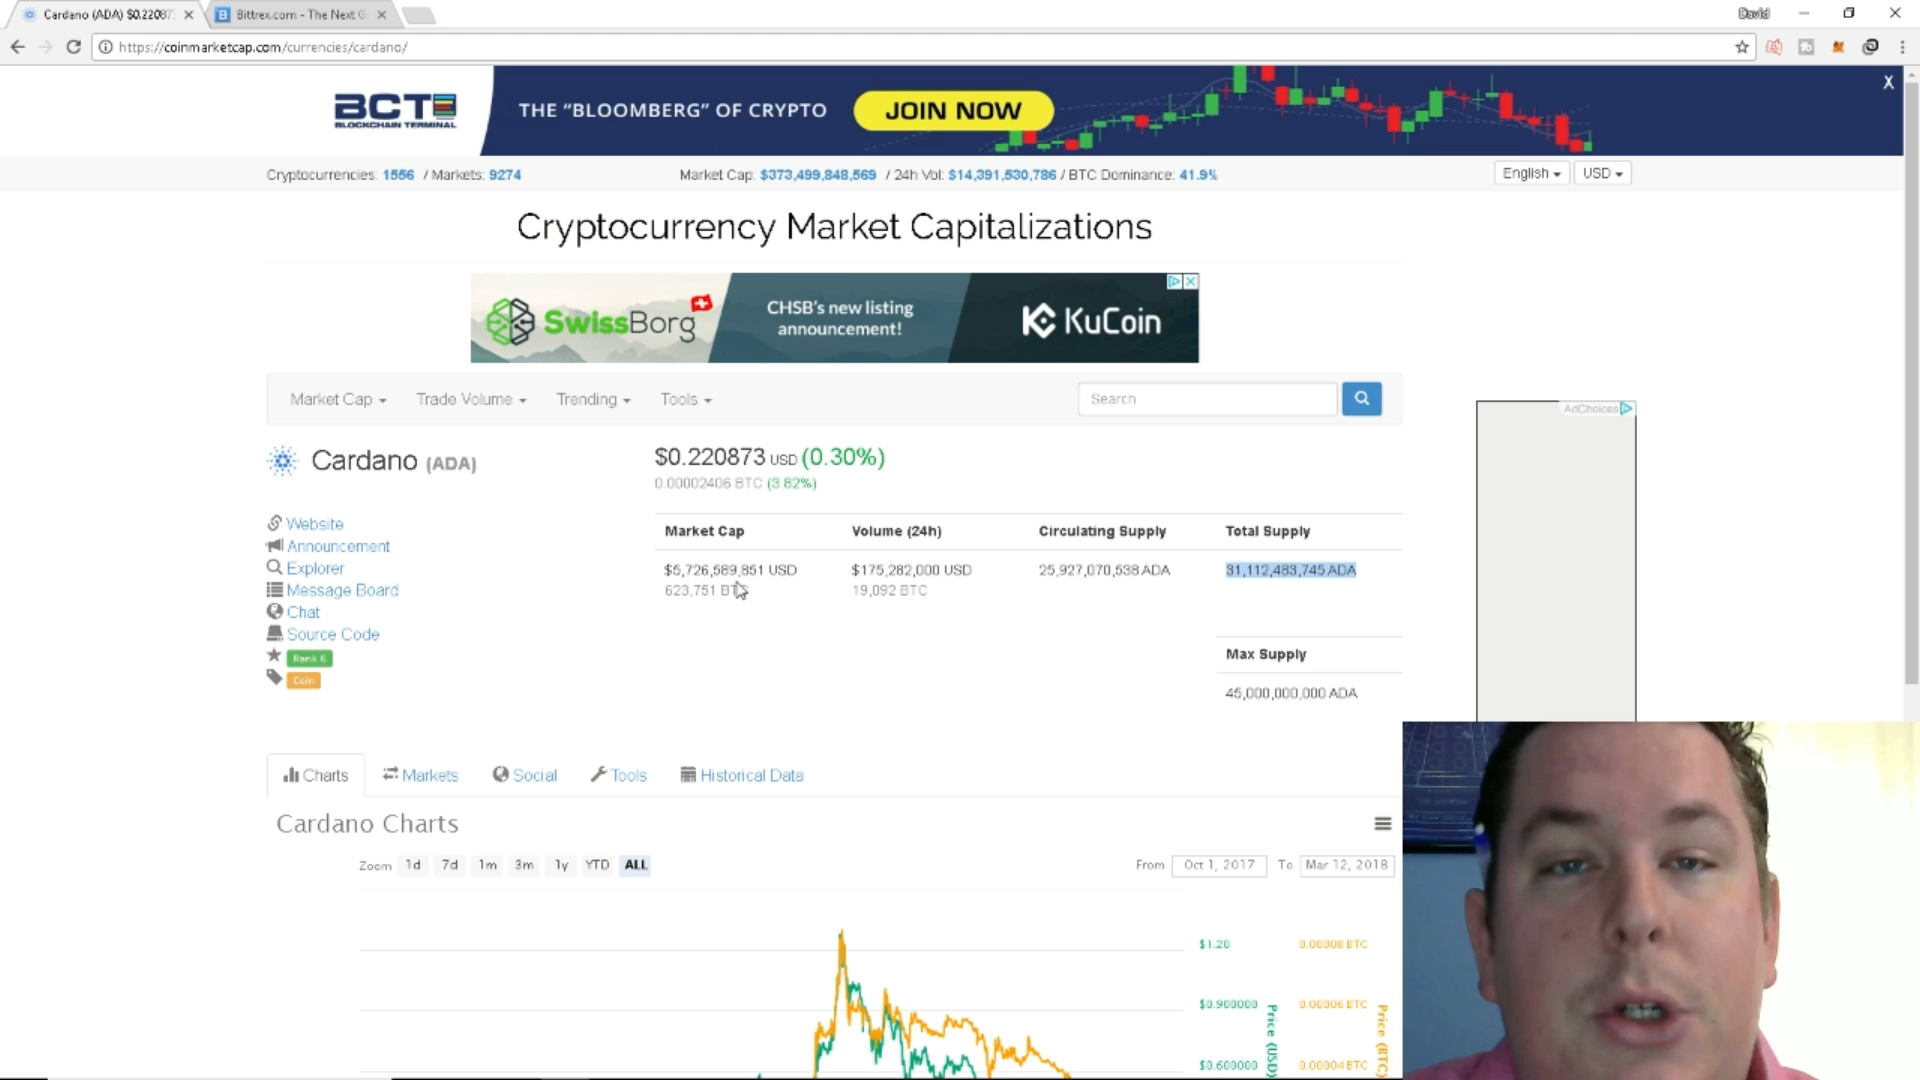 Cardano (ADA) $0.22087
Bittrex.com - The Next G
David
https://coinmarketcap.com/currencies/cardano/
BCT
BLOCKCHAIN TERMINAL
THE "BLOOMBERG" OF CRYPTO
JOIN NOW
X
Cryptocurrencies: 1556 / Markets: 9274
Market Cap: $373,499,848,569 / 24h Vol: $14,391,530,786 / BTC Dominance: 41.9%
English
USD
Cryptocurrency Market Capitalizations
SwissBorg
CHSB's new listing
announcement!
KuCoin
Market Cap
Trade Volume
Trending
Tools
Search
AdChoices
Cardano (ADA)
$0.220873 USD (0.30%)
0.00002406 BTC (3.82%)
Website
Announcement
Explorer
Message Board
Chat
Source Code
Rank 6
Coin
Market Cap
Volume (24h)
Circulating Supply
Total Supply
$5,726,589,851 USD
$175,282,000 USD
25,927,070,538 ADA
31,112,483,745 ADA
623,751 BTC
19,092 BTC
Max Supply
45,000,000,000 ADA
Charts
Markets
Social
Tools
Historical Data
Cardano Charts
Zoom 1d 7d 1m 3m 1y YTD ALL
From Oct 1, 2017 To Mar 12, 2018
$1.20
0.00008 BTC
$0.900000
0.00006 BTC
$0.600000
0.00004 BTC
Price (USD)
Price (BTC)